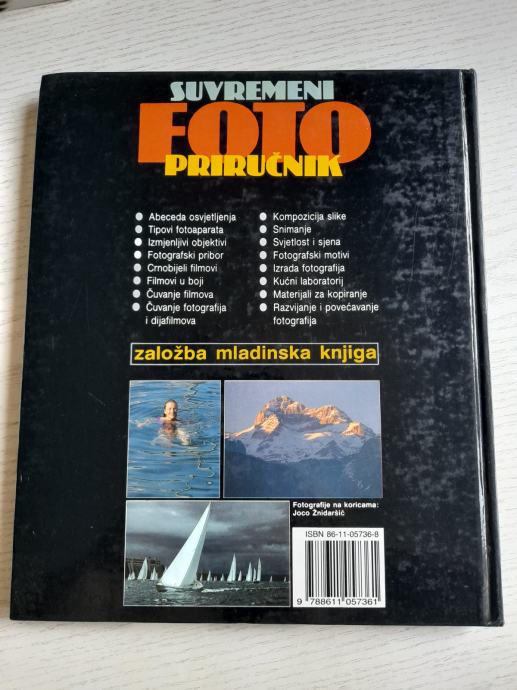 SUVREMENI
FOTO
PRIRUČNIK
Abeceda osvjetljenja
Tipovi fotoaparata
Izmjenljivi objektivi
Fotografski pribor
Crnobijeli filmovi
Filmovi u boji
Čuvanje filmova
Čuvanje fotografija
i dijafilmova
Kompozicija slike
Snimanje
Svjetlost i sjena
Fotografski motivi
Izrada fotografija
Kućni laboratorij
Materijali za kopiranje
Razvijanje i povećavanje
fotografija
založba mladinska knjiga
Fotografije na koricama:
Joco Žnidaršič
ISBN 86-11-05736-8
9 788611 057361